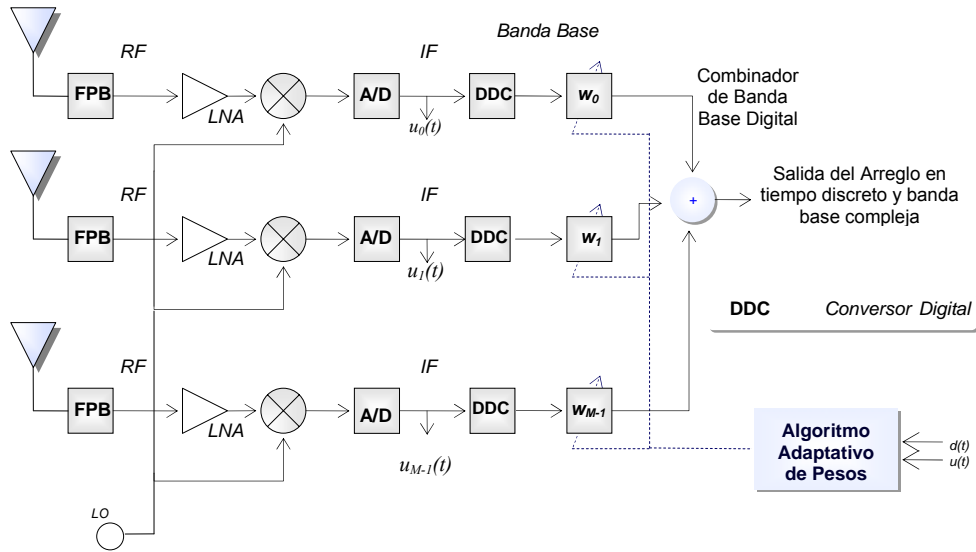 RF
IF
Banda Base
FPB
LNA
A/D
DDC
w0
u0(t)
Combinador
de Banda
Base Digital
RF
IF
FPB
LNA
A/D
DDC
w1
u1(t)
+
Salida del Arreglo en
tiempo discreto y banda
base compleja
DDC Conversor Digital
RF
IF
FPB
LNA
A/D
DDC
wM-1
uM-1(t)
Algoritmo
Adaptativo
de Pesos
d(t)
u(t)
LO